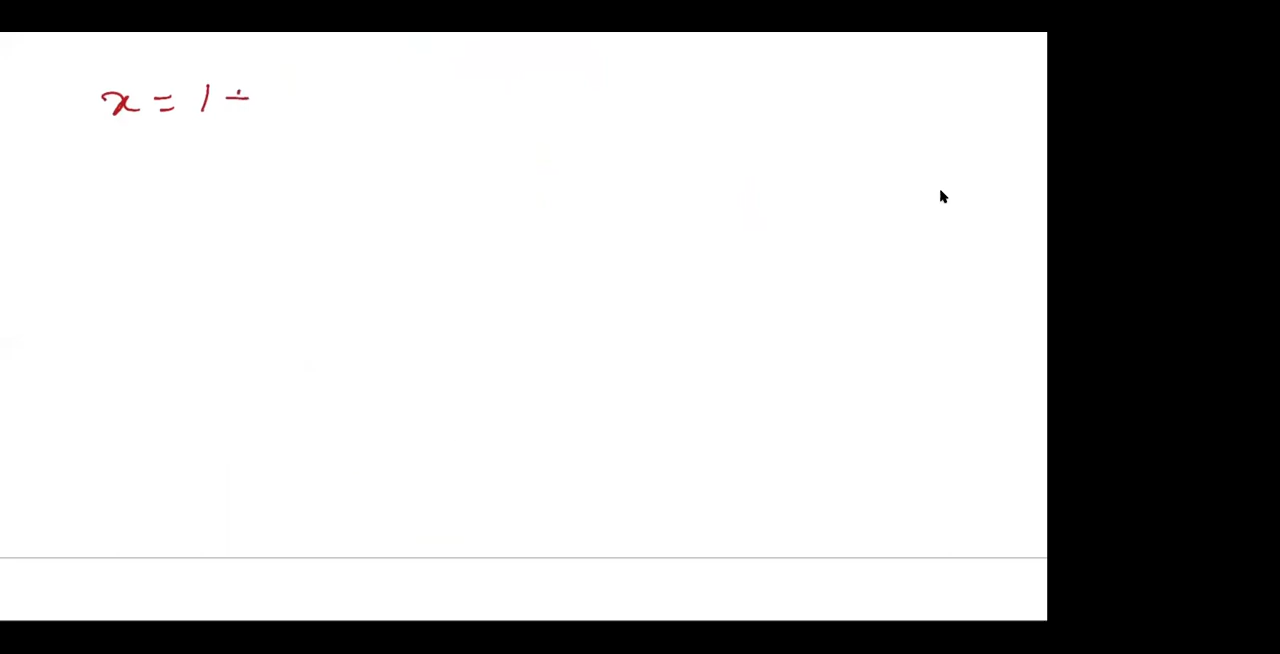 x = 1 ÷